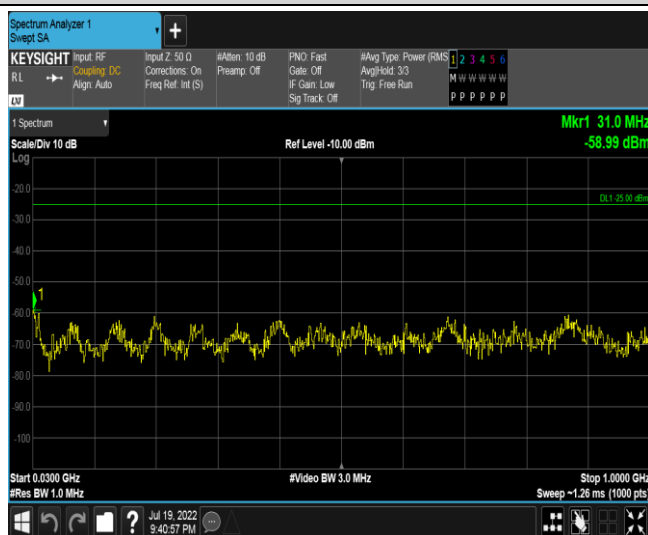 Spectrum Analyzer 1
Swept SA
KEYSIGHT
RL
LXI
Input: RF
Coupling: DC
Align: Auto
Input Z: 50 Ω
Corrections: On
Freq Ref: Int (S)
#Atten: 10 dB
Preamp: Off
PNO: Fast
Gate: Off
IF Gain: Low
Sig Track: Off
#Avg Type: Power (RMS
Avg|Hold: 3/3
Trig: Free Run
1 2 3 4 5 6
M W W W W W
P P P P P P
1 Spectrum
Scale/Div 10 dB
Ref Level -10.00 dBm
Mkr1 31.0 MHz
-58.99 dBm
Log
DL1 -25.00 dBm
-20.0
-30.0
-40.0
-50.0
1
-60.0
-70.0
-80.0
-90.0
-100
Start 0.0300 GHz
#Video BW 3.0 MHz
Stop 1.0000 GHz
#Res BW 1.0 MHz
Sweep ~1.26 ms (1000 pts)
?
Jul 19, 2022
9:40:57 PM